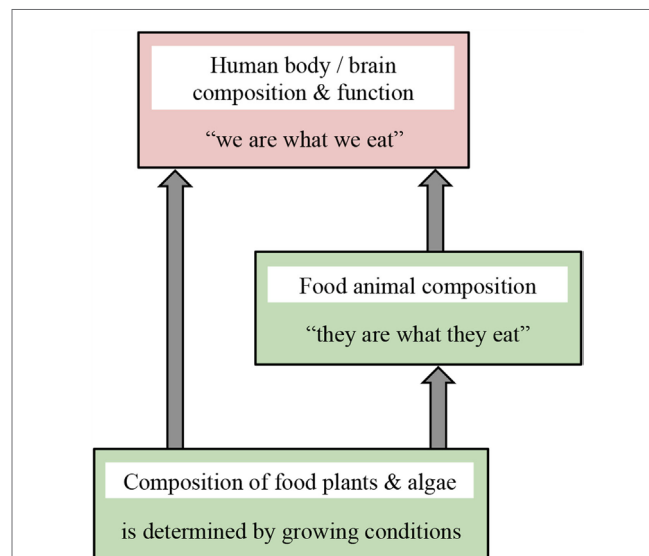 Human body / brain
composition & function
“we are what we eat”
Food animal composition
“they are what they eat”
Composition of food plants & algae
is determined by growing conditions